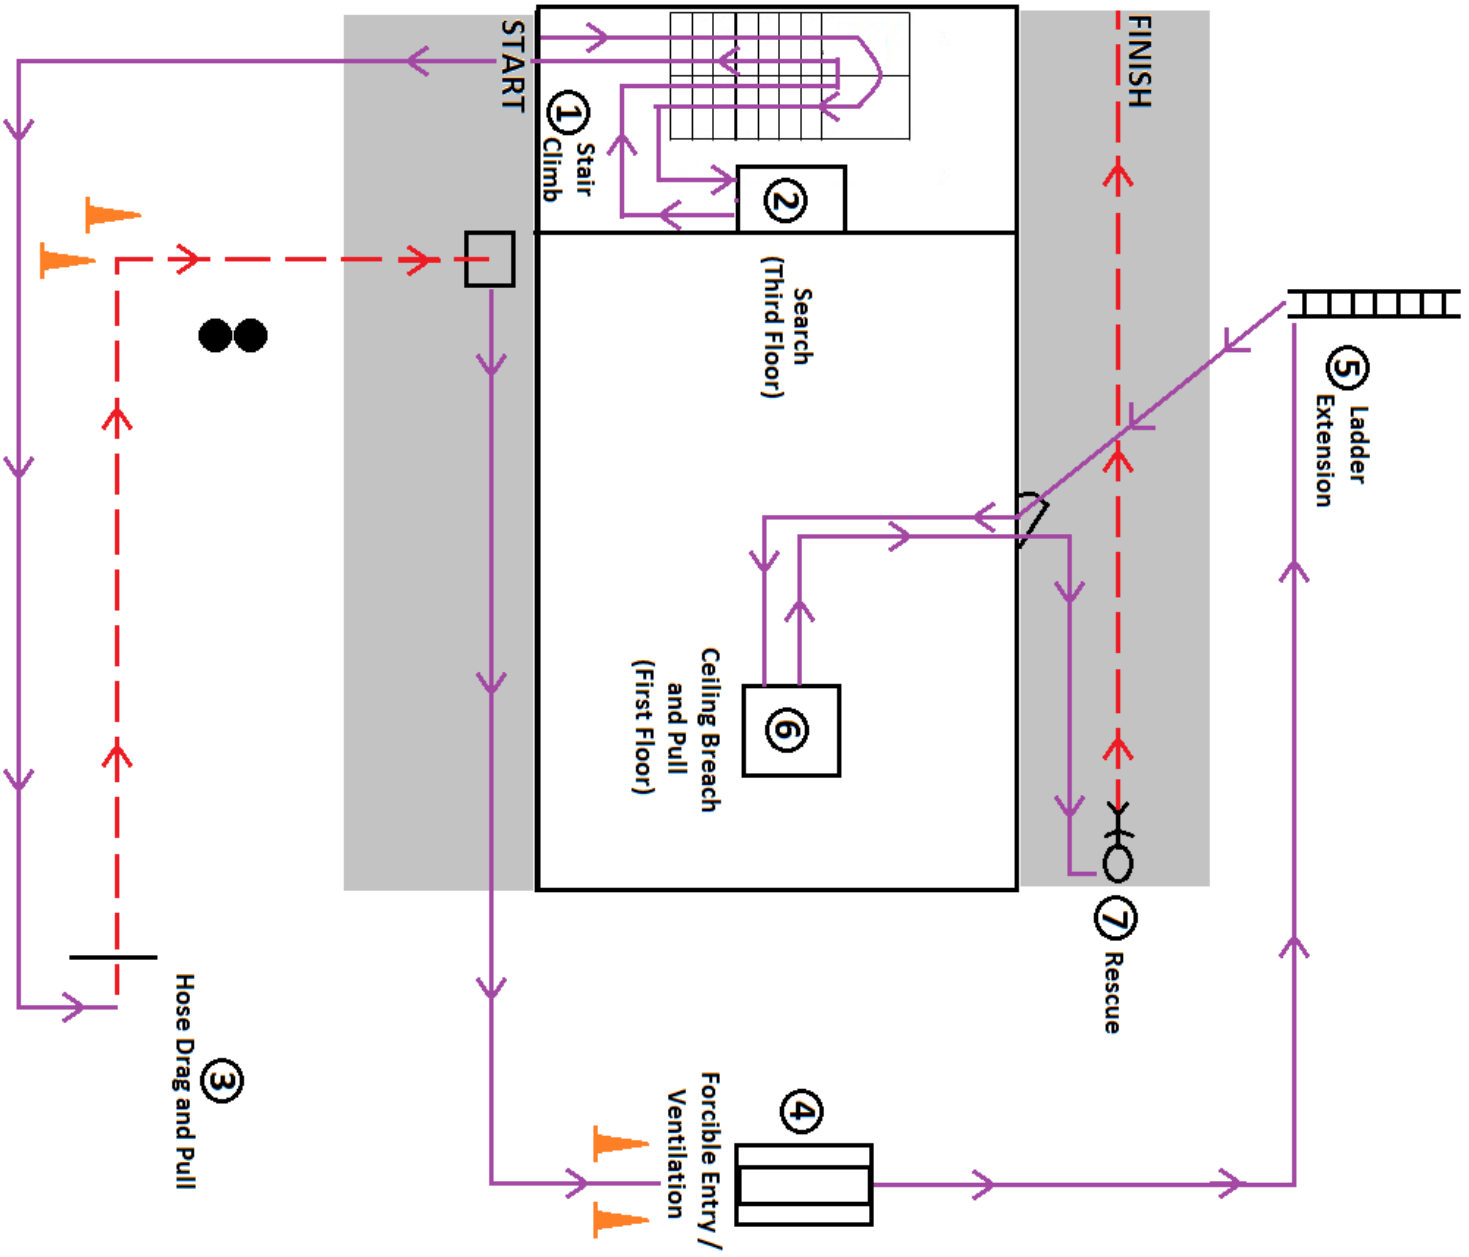 START
FINISH
1
Stair
Climb
2
Search
(Third Floor)
3
Hose Drag and Pull
4
Forcible Entry /
Ventilation
5
Ladder
Extension
6
Ceiling Breach
and Pull
(First Floor)
7
Rescue